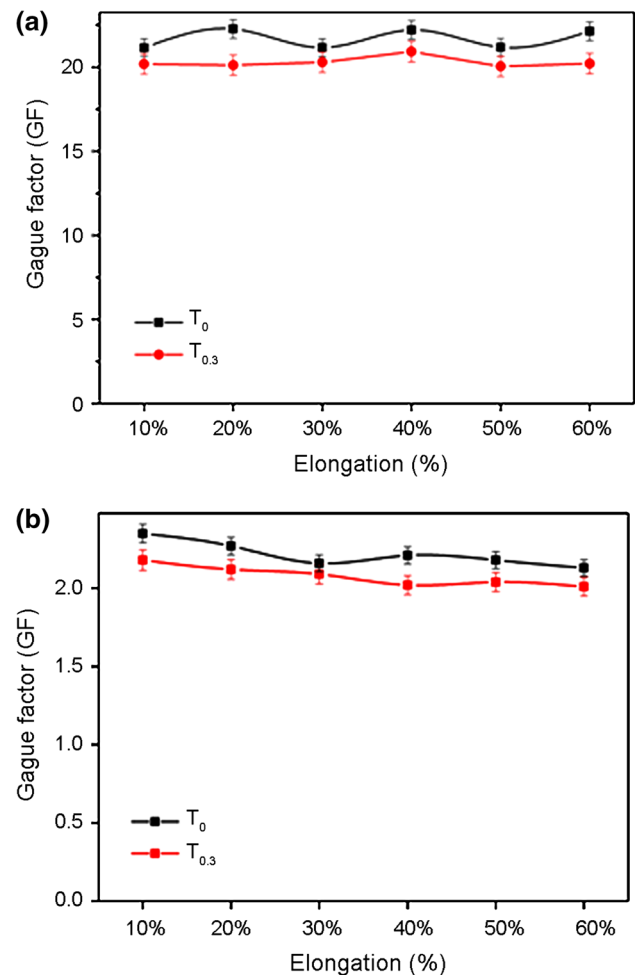 (a)
Gague factor (GF)
20
15
10
5
0
T0
T0.3
10% 20% 30% 40% 50% 60%
Elongation (%)
(b)
Gague factor (GF)
2.0
1.5
1.0
0.5
0.0
T0
T0.3
10% 20% 30% 40% 50% 60%
Elongation (%)